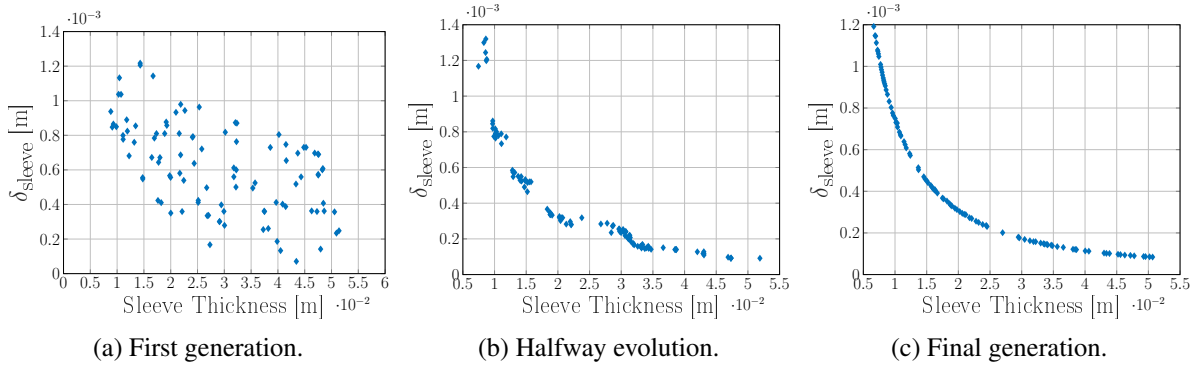 ·10⁻³
1.4
1.2
1
0.8
0.6
0.4
0.2
0
δsleeve [m]
0 0.5 1 1.5 2 2.5 3 3.5 4 4.5 5 5.5 6
Sleeve Thickness [m] ·10⁻²
(a) First generation.
·10⁻³
1.4
1.2
1
0.8
0.6
0.4
0.2
0
δsleeve [m]
0.5 1 1.5 2 2.5 3 3.5 4 4.5 5 5.5
Sleeve Thickness [m] ·10⁻²
(b) Halfway evolution.
·10⁻³
1.2
1
0.8
0.6
0.4
0.2
0
δsleeve [m]
0.5 1 1.5 2 2.5 3 3.5 4 4.5 5 5.5
Sleeve Thickness [m] ·10⁻²
(c) Final generation.